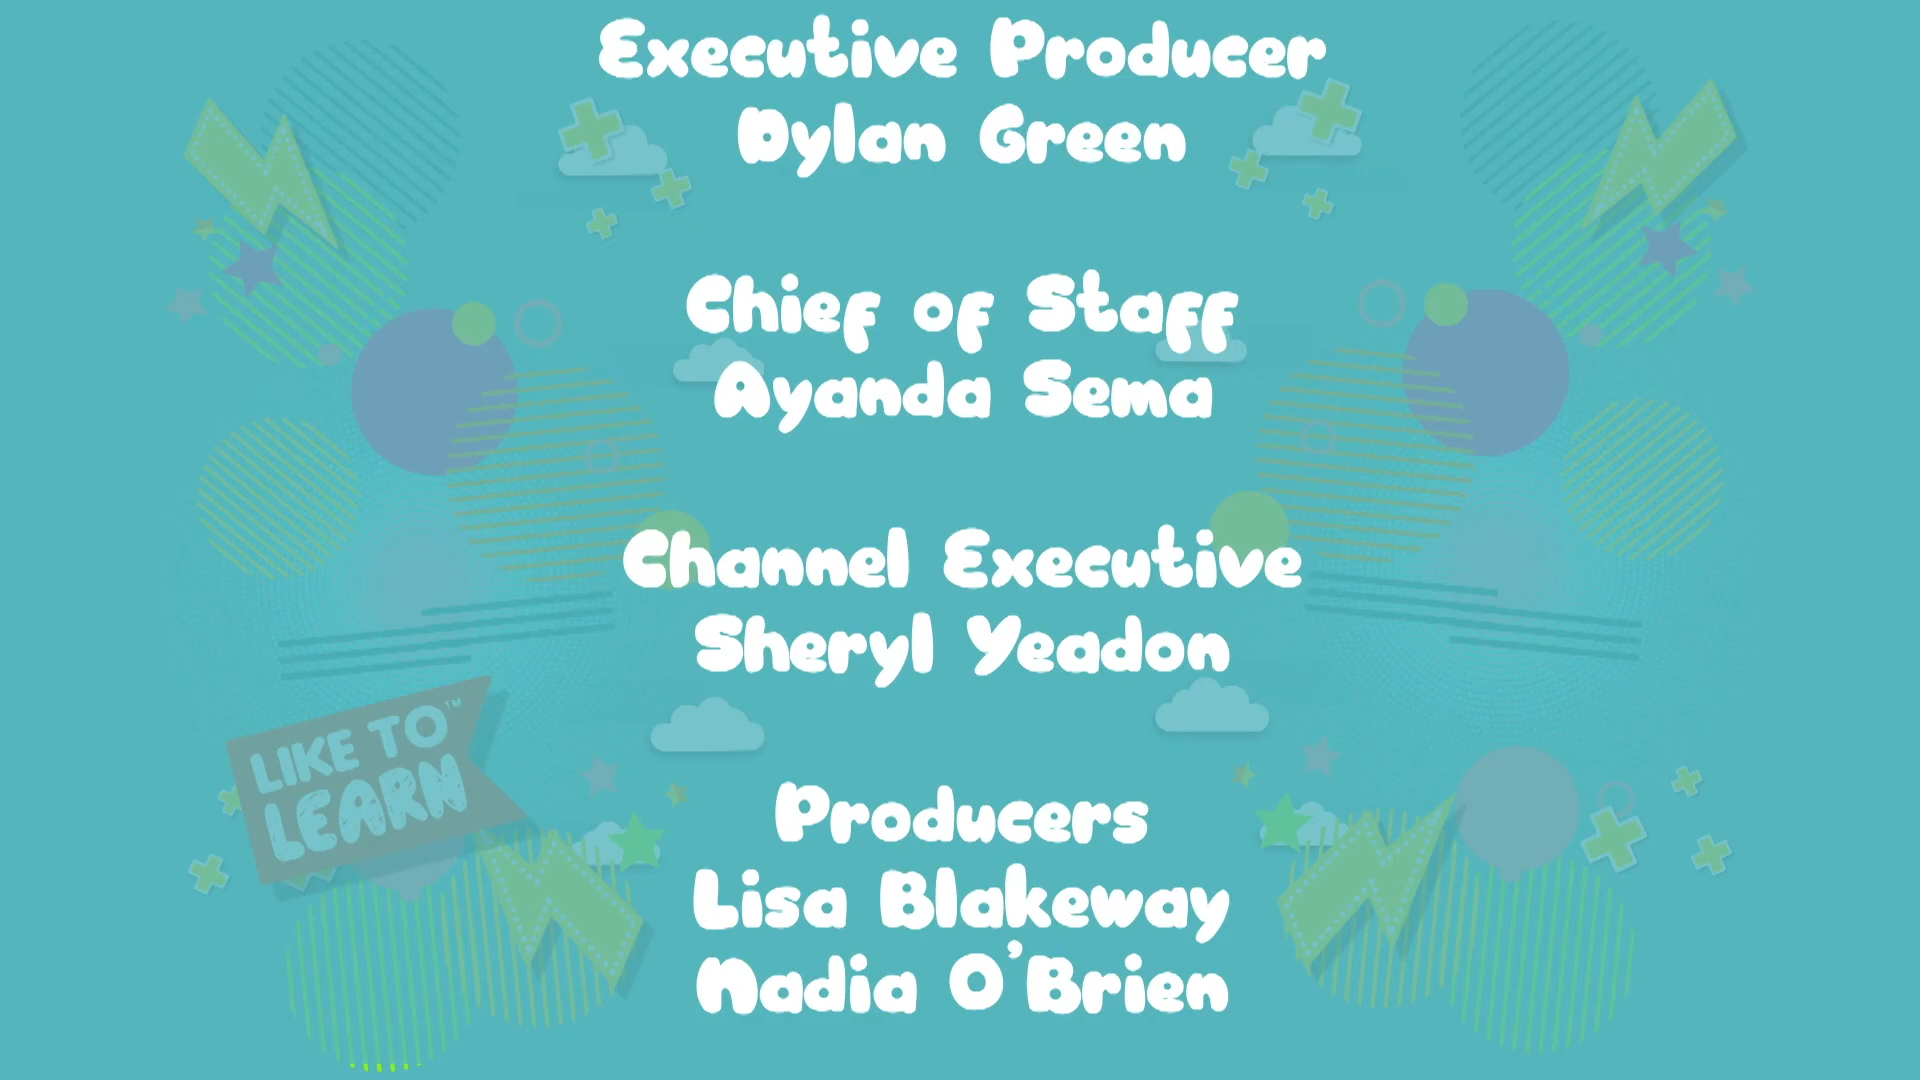 Executive Producer
Dylan Green
Chief of Staff
Ayanda Sema
Channel Executive
Sheryl Yeadon
Producers
Lisa Blakeway
Nadia O'Brien
LIKE TO™
LEARN